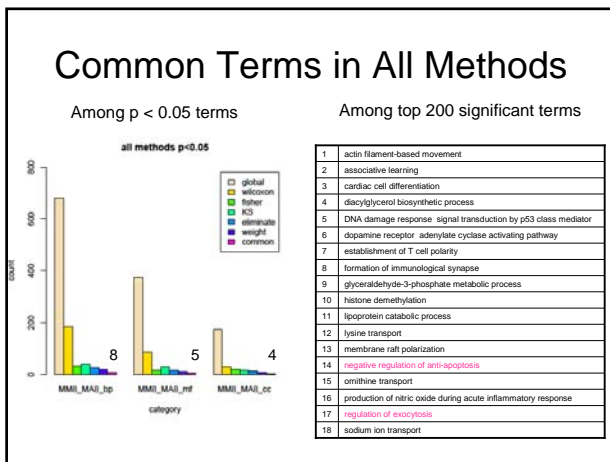 Common Terms in All Methods
Among p < 0.05 terms
Among top 200 significant terms
all methods p<0.05
800
600
400
200
0
count
global
wilcoxon
fisher
KS
eliminate
weight
common
8
5
4
MMII_MAII_bp
MMII_MAII_mf
MMII_MAII_cc
category
1 actin filament-based movement
2 associative learning
3 cardiac cell differentiation
4 diacylglycerol biosynthetic process
5 DNA damage response signal transduction by p53 class mediator
6 dopamine receptor adenylate cyclase activating pathway
7 establishment of T cell polarity
8 formation of immunological synapse
9 glyceraldehyde-3-phosphate metabolic process
10 histone demethylation
11 lipoprotein catabolic process
12 lysine transport
13 membrane raft polarization
14 negative regulation of anti-apoptosis
15 ornithine transport
16 production of nitric oxide during acute inflammatory response
17 regulation of exocytosis
18 sodium ion transport